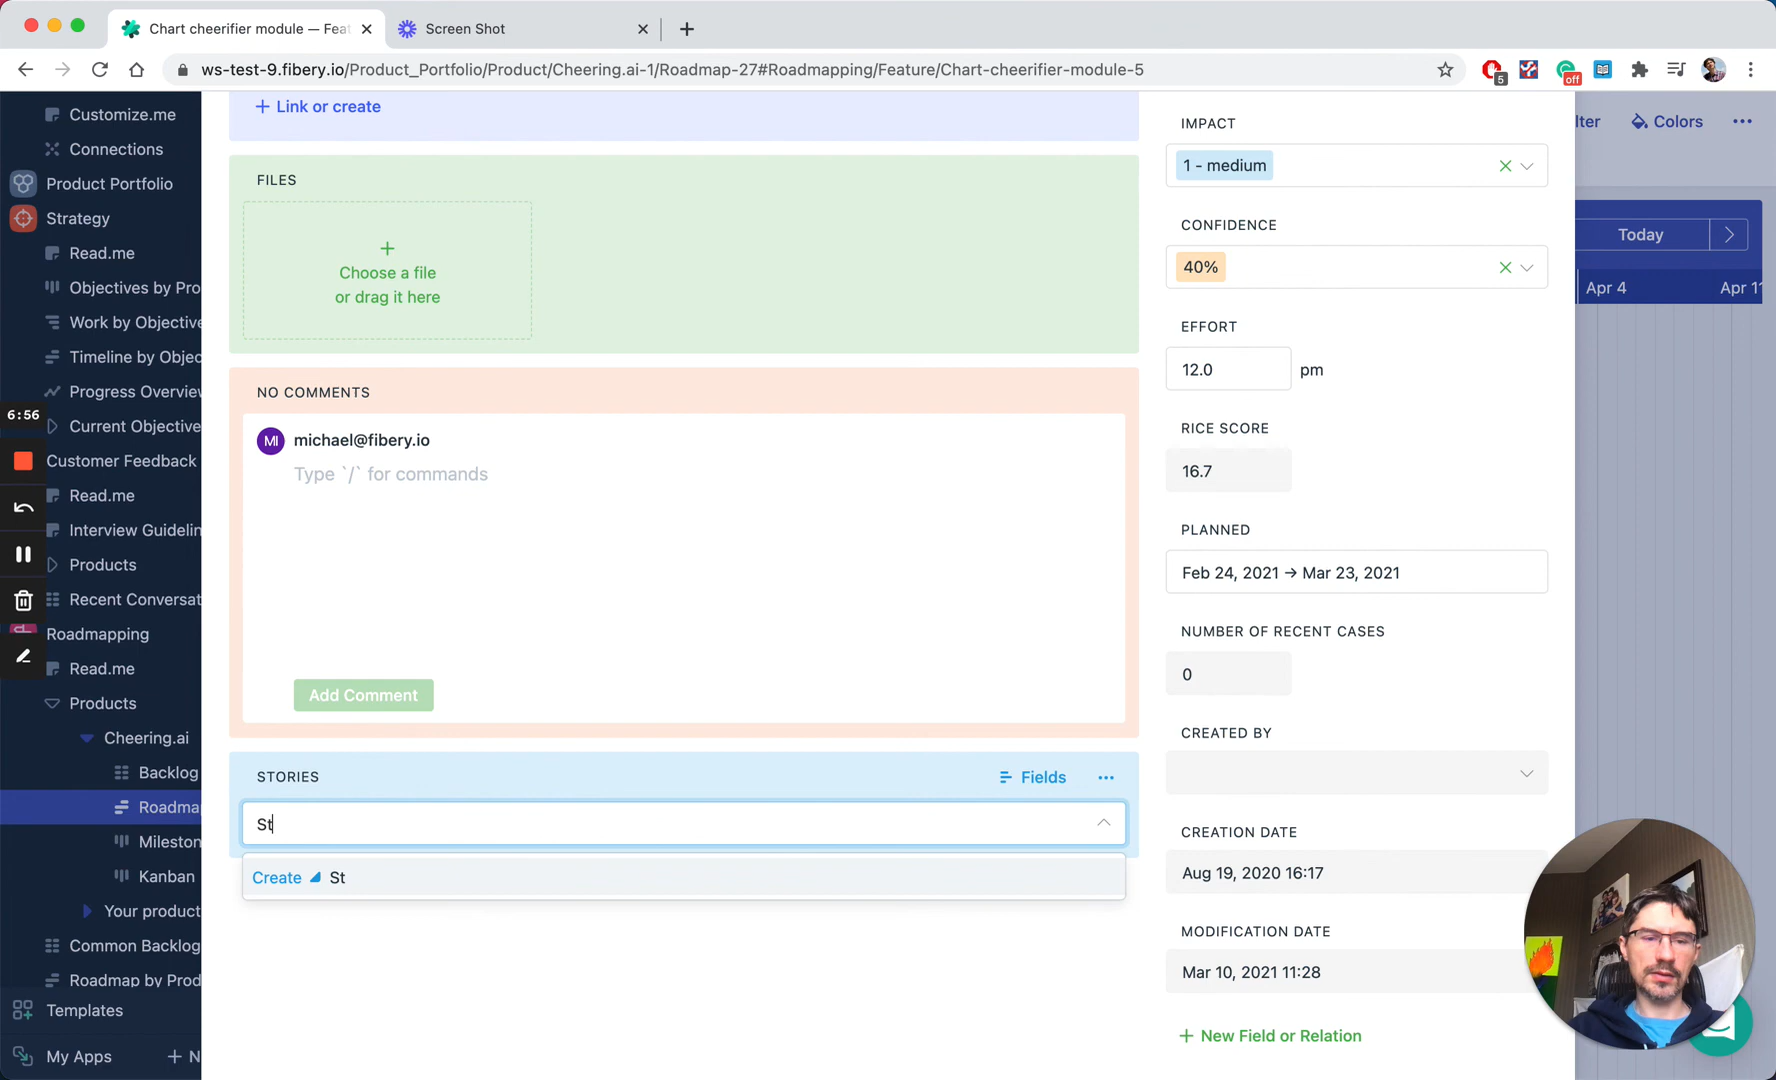 Chart cheerifier module — Feat
Screen Shot
ws-test-9.fibery.io/Product_Portfolio/Product/Cheering.ai-1/Roadmap-27#Roadmapping/Feature/Chart-cheerifier-module-5
5
off
Customize.me
Connections
Product Portfolio
Strategy
Read.me
Objectives by Pro
Work by Objective
Timeline by Objec
Progress Overview
6:56
Current Objective
Customer Feedback
Read.me
Interview Guidelin
Products
Recent Conversat
Roadmapping
Read.me
Products
Cheering.ai
Backlog
Roadmap
Mileston
Kanban
Your product
Common Backlog
Roadmap by Prod
Templates
My Apps
+ N
+ Link or create
FILES
+
Choose a file
or drag it here
NO COMMENTS
MI
michael@fibery.io
Type `/` for commands
Add Comment
STORIES
Fields
St
Create St
IMPACT
1 - medium
CONFIDENCE
40%
EFFORT
12.0
pm
RICE SCORE
16.7
PLANNED
Feb 24, 2021 → Mar 23, 2021
NUMBER OF RECENT CASES
0
CREATED BY
CREATION DATE
Aug 19, 2020 16:17
MODIFICATION DATE
Mar 10, 2021 11:28
+ New Field or Relation
lter
Colors
Today
Apr 4
Apr 11